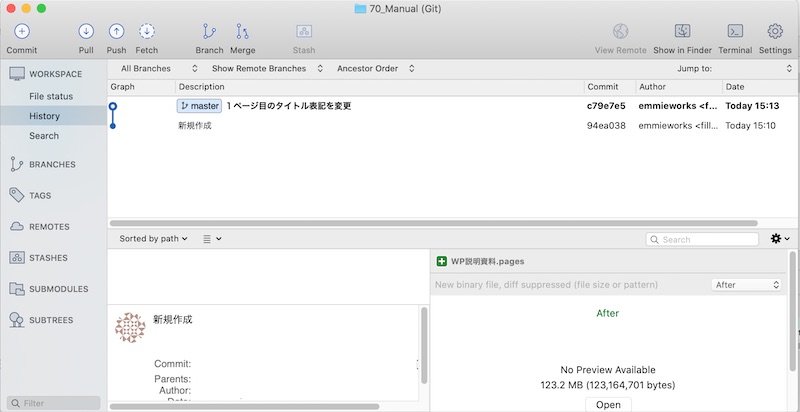 70_Manual (Git)
Commit Pull Push Fetch Branch Merge Stash View Remote Show in Finder Terminal Settings
WORKSPACE
File status
History
Search
BRANCHES
TAGS
REMOTES
STASHES
SUBMODULES
SUBTREES
Filter
All Branches Show Remote Branches Ancestor Order Jump to:
Graph Description Commit Author Date
master 1ページ目のタイトル表記を変更 c79e7e5 emmieworks <f... Today 15:13
新規作成 94ea038 emmieworks <fill... Today 15:10
Sorted by path Search
新規作成
Commit:
Parents:
Author:
Date:
WP説明資料.pages
New binary file, diff suppressed (file size or pattern) After
After
No Preview Available
123.2 MB (123,164,701 bytes)
Open